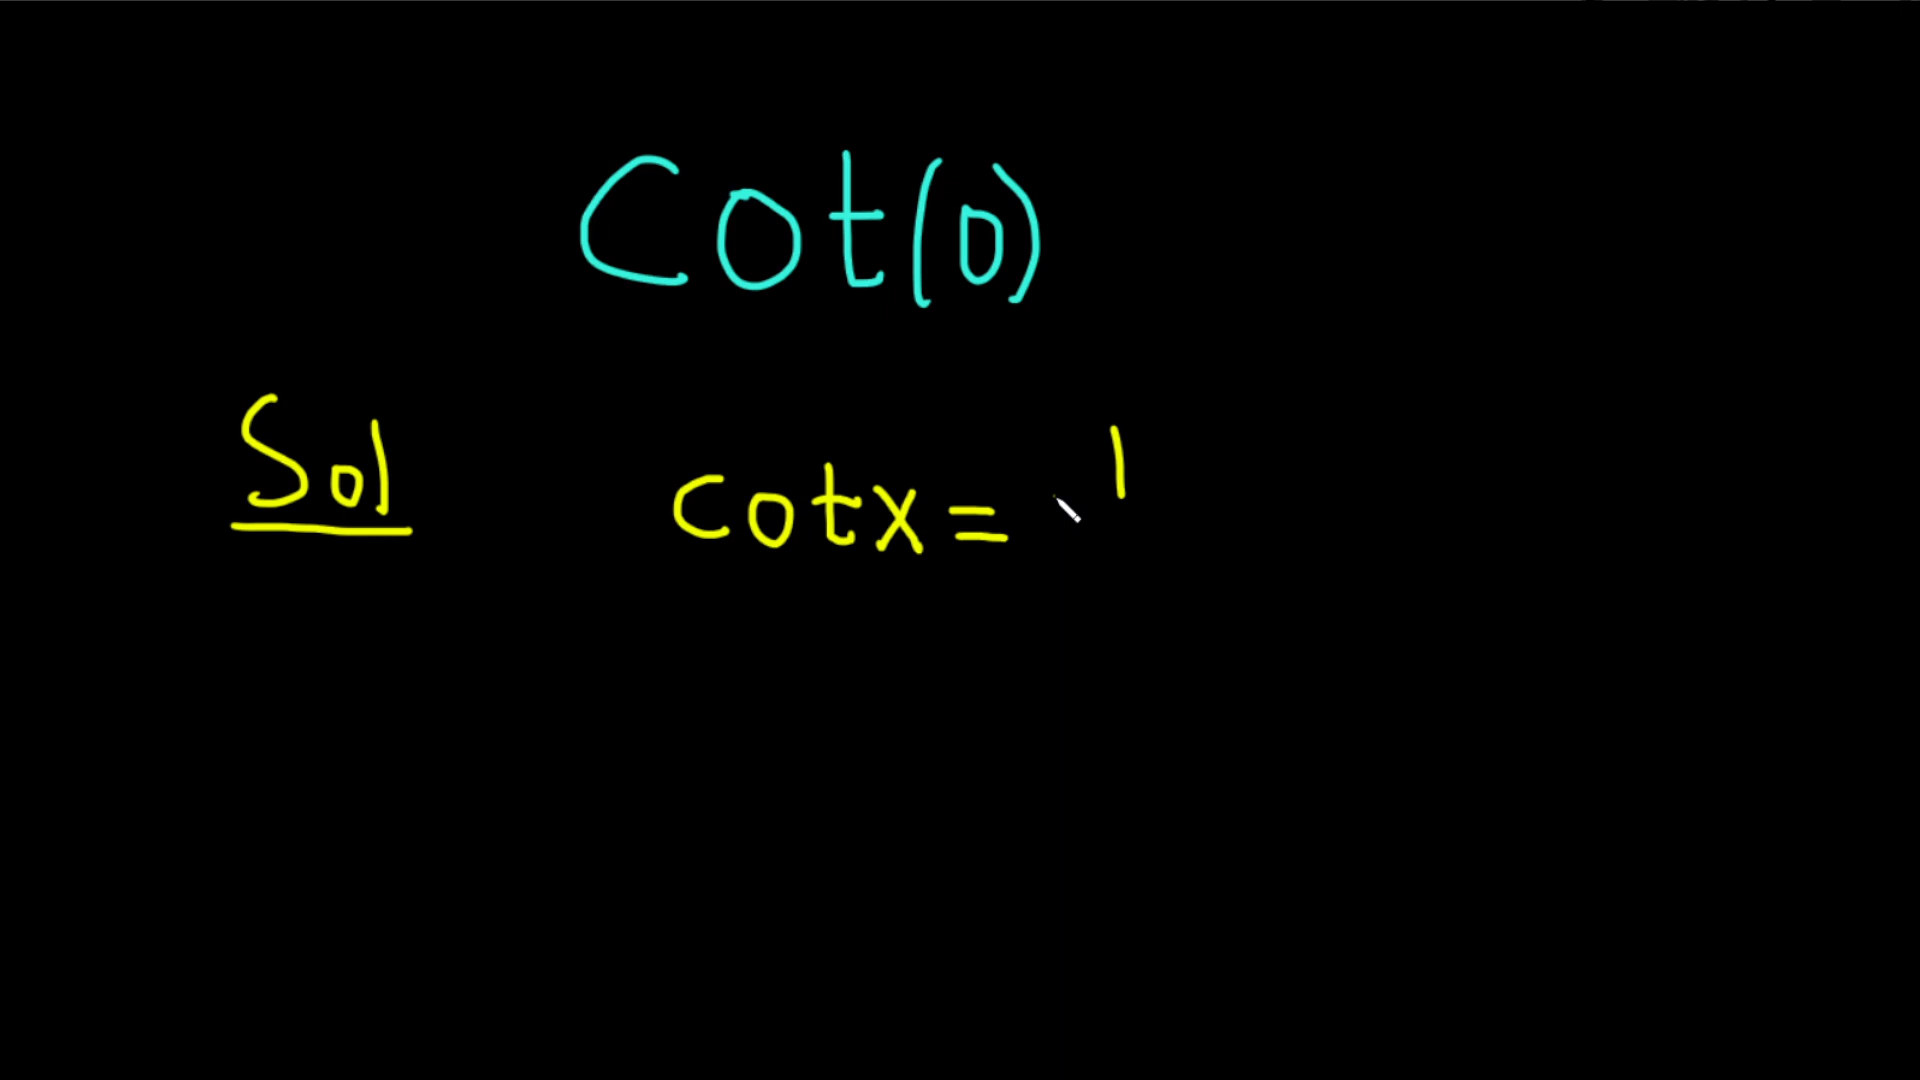 Cot(0)
Sol
cotx = 1